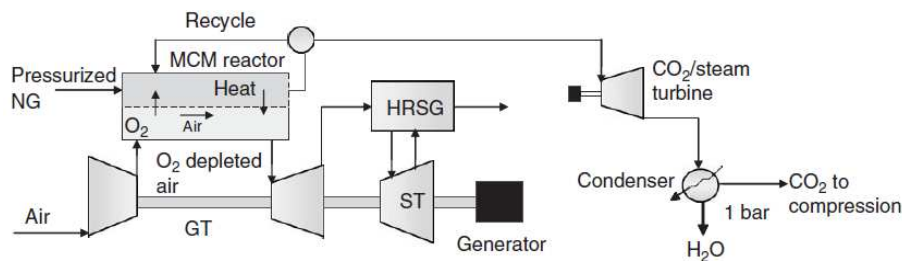 Recycle
MCM reactor
Pressurized
NG
Heat
O2
Air
O2 depleted
air
Air
GT
HRSG
ST
Generator
CO2/steam
turbine
Condenser
CO2 to
compression
1 bar
H2O